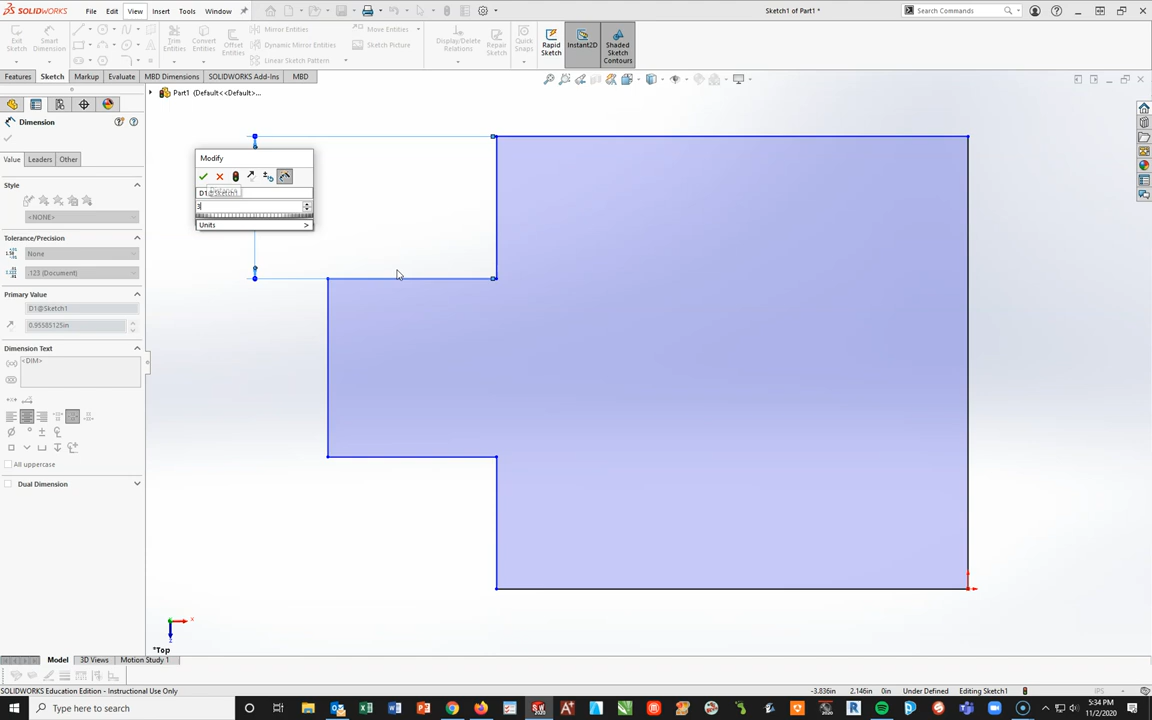 SOLIDWORKS File Edit View Insert Tools Window Sketch1 of Part1 * Search Commands
Exit Sketch
Smart Dimension
Trim Entities
Convert Entities
Offset Entities
Mirror Entities
Dynamic Mirror Entities
Linear Sketch Pattern
Move Entities
Sketch Picture
Display/Delete Relations
Repair Sketch
Quick Snaps
Rapid Sketch
Instant2D
Shaded Sketch Contours
Features Sketch Markup Evaluate MBD Dimensions SOLIDWORKS Add-Ins MBD
Part1 (Default<<Default>...
Dimension
Value Leaders Other
Style
<NONE>
Tolerance/Precision
None
.123 (Document)
Primary Value
D1@Sketch1
0.95585125in
Dimension Text
<DIM>
All uppercase
Dual Dimension
Modify
3
Units >
*Top
Model 3D Views Motion Study 1
SOLIDWORKS Education Edition - Instructional Use Only
-3.836in 2.146in 0in Under Defined Editing Sketch1 IPS
Type here to search
5:34 PM
11/2/2020